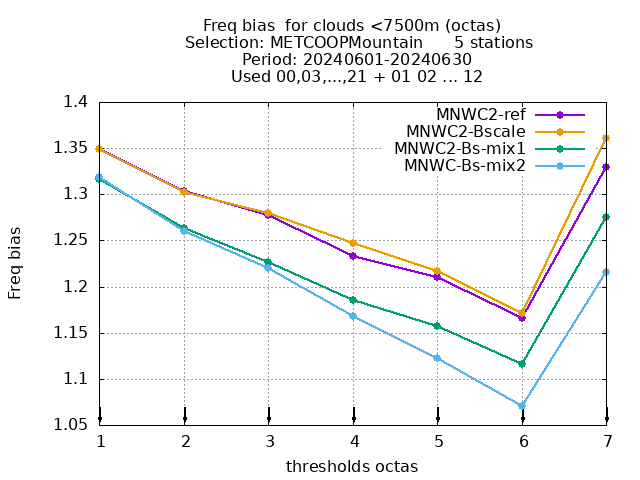 Freq bias  for clouds <7500m (octas)
Selection: METCOOPMountain      5 stations
Period: 20240601-20240630
Used 00,03,...,21 + 01 02 ... 12
MNWC2-ref
MNWC2-Bscale
MNWC2-Bs-mix1
MNWC-Bs-mix2
1.4
1.35
1.3
1.25
1.2
1.15
1.1
1.05
Freq bias
1 2 3 4 5 6 7
thresholds octas